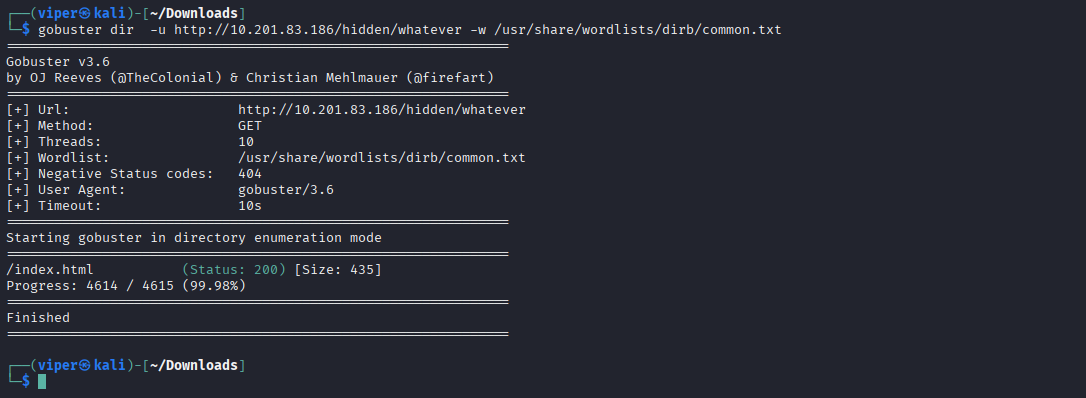 ┌──(viper㉿kali)-[~/Downloads]
└─$ gobuster dir  -u http://10.201.83.186/hidden/whatever -w /usr/share/wordlists/dirb/common.txt
===============================================================
Gobuster v3.6
by OJ Reeves (@TheColonial) & Christian Mehlmauer (@firefart)
===============================================================
[+] Url:                     http://10.201.83.186/hidden/whatever
[+] Method:                  GET
[+] Threads:                 10
[+] Wordlist:                /usr/share/wordlists/dirb/common.txt
[+] Negative Status codes:   404
[+] User Agent:              gobuster/3.6
[+] Timeout:                 10s
===============================================================
Starting gobuster in directory enumeration mode
===============================================================
/index.html           (Status: 200) [Size: 435]
Progress: 4614 / 4615 (99.98%)
===============================================================
Finished
===============================================================
┌──(viper㉿kali)-[~/Downloads]
└─$